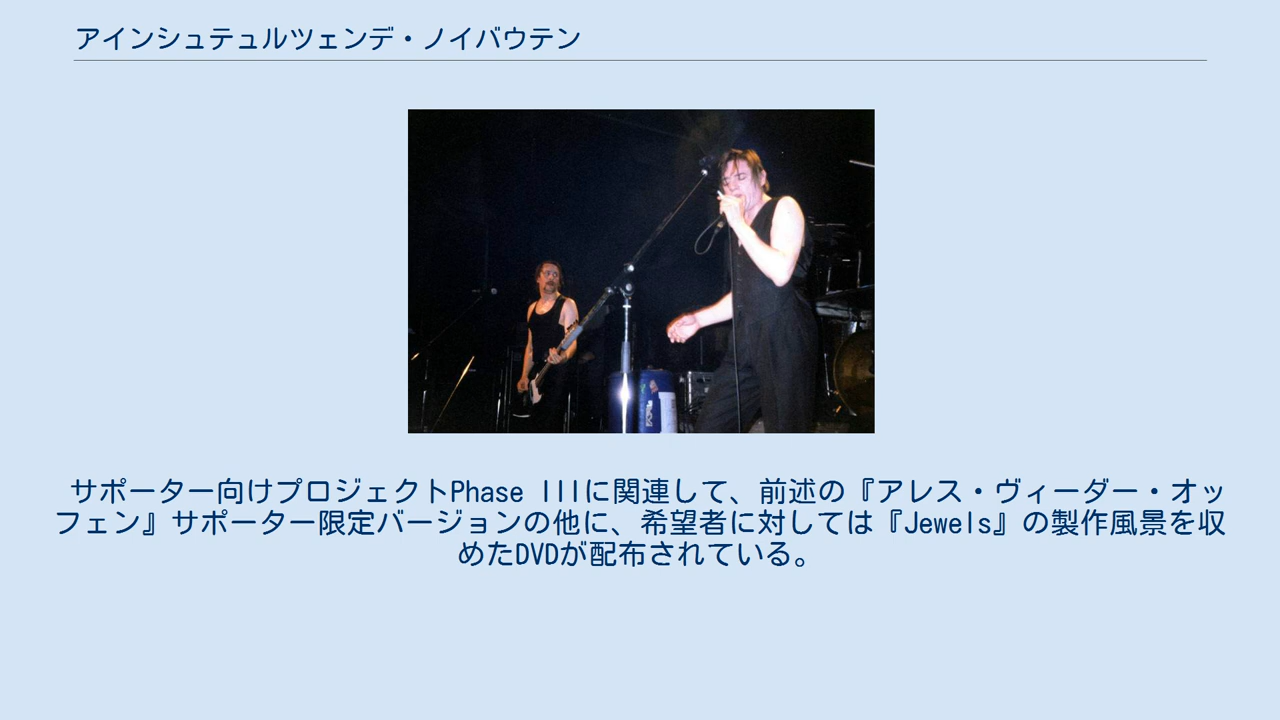 アインシュテュルツェンデ・ノイバウテン
サポーター向けプロジェクトPhase IIIに関連して、前述の『アレス・ヴィーダー・オッ
フェン』サポーター限定バージョンの他に、希望者に対しては『Jewels』の製作風景を収
めたDVDが配布されている。